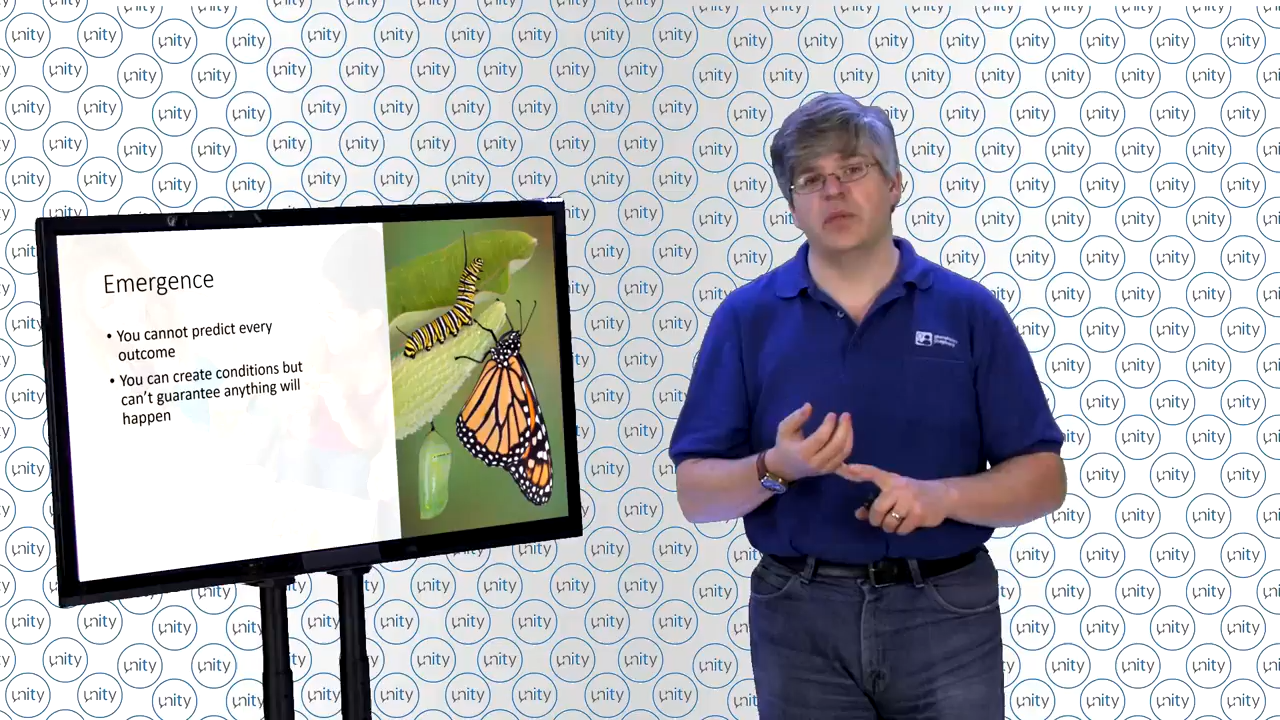 Emergence
• You cannot predict every
outcome
• You can create conditions but
can't guarantee anything will
happen
unity